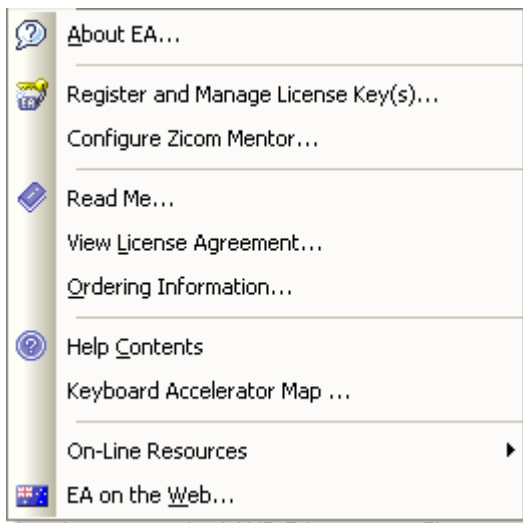 About EA...
Register and Manage License Key(s)...
Configure Zicom Mentor...
Read Me...
View License Agreement...
Ordering Information...
Help Contents
Keyboard Accelerator Map ...
On-Line Resources
EA on the Web...